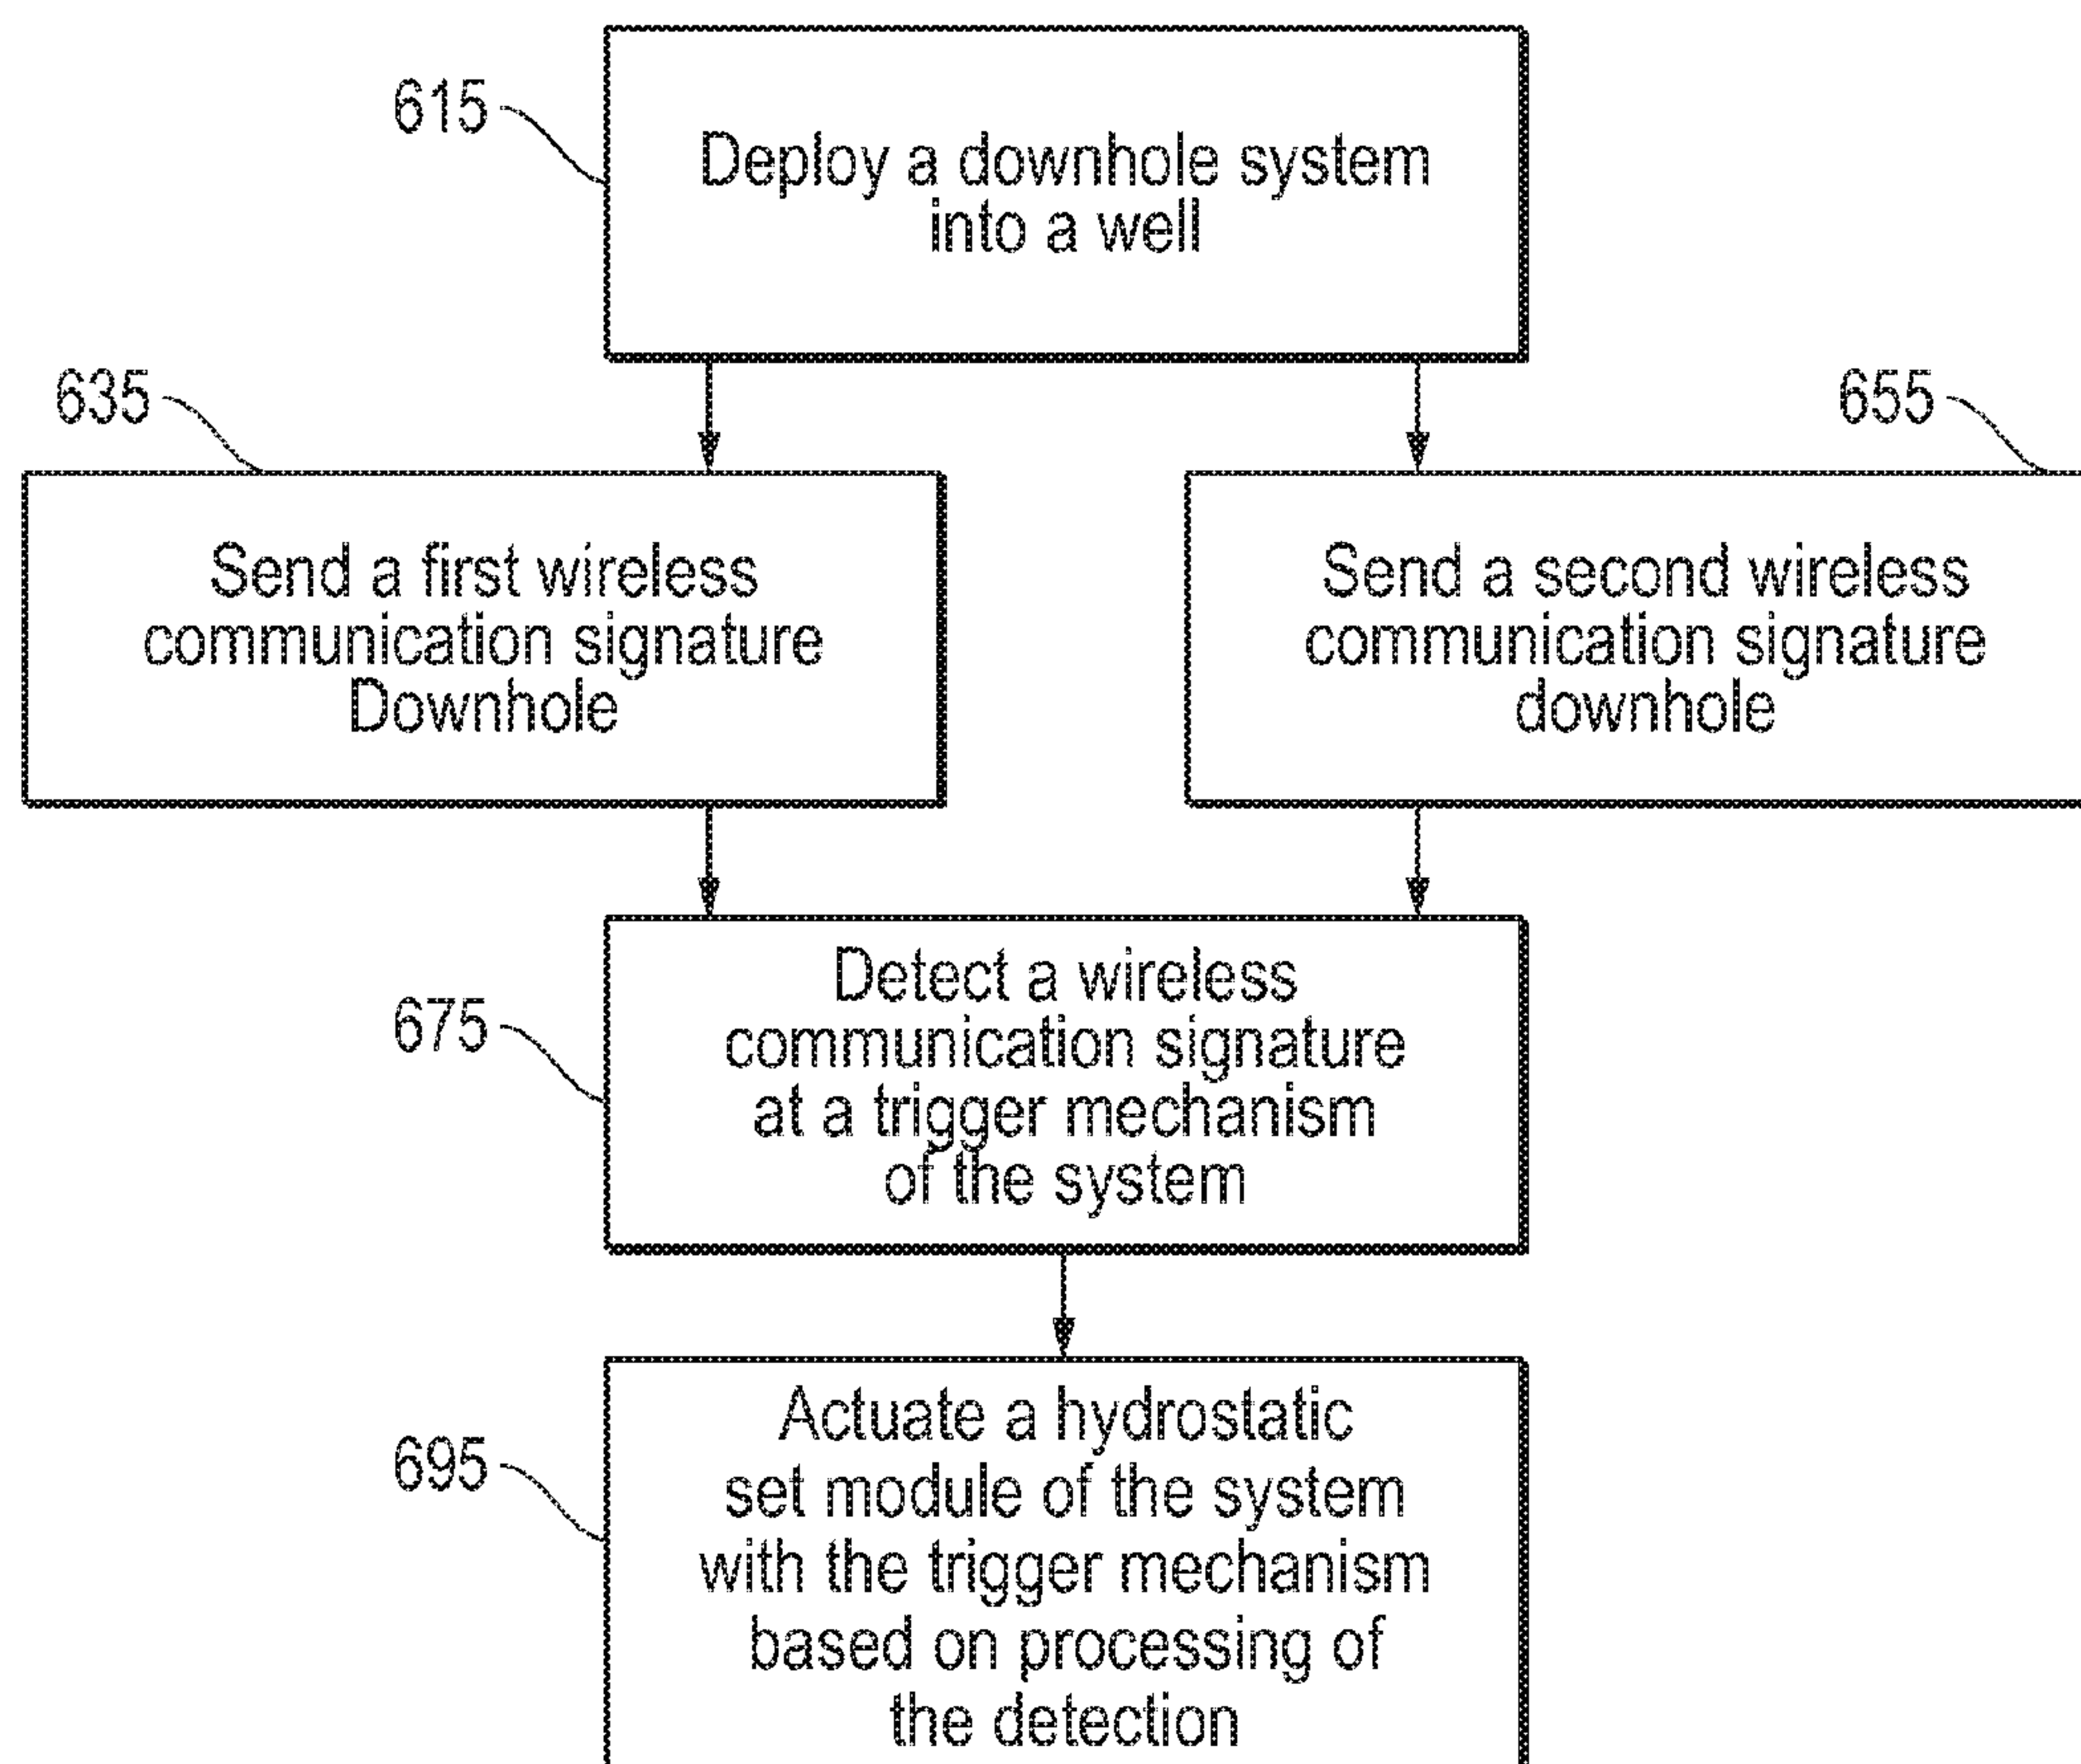 615
Deploy a downhole system
into a well
635
Send a first wireless
communication signature
Downhole
655
Send a second wireless
communication signature
downhole
675
Detect a wireless
communication signature
at a trigger mechanism
of the system
695
Actuate a hydrostatic
set module of the system
with the trigger mechanism
based on processing of
the detection